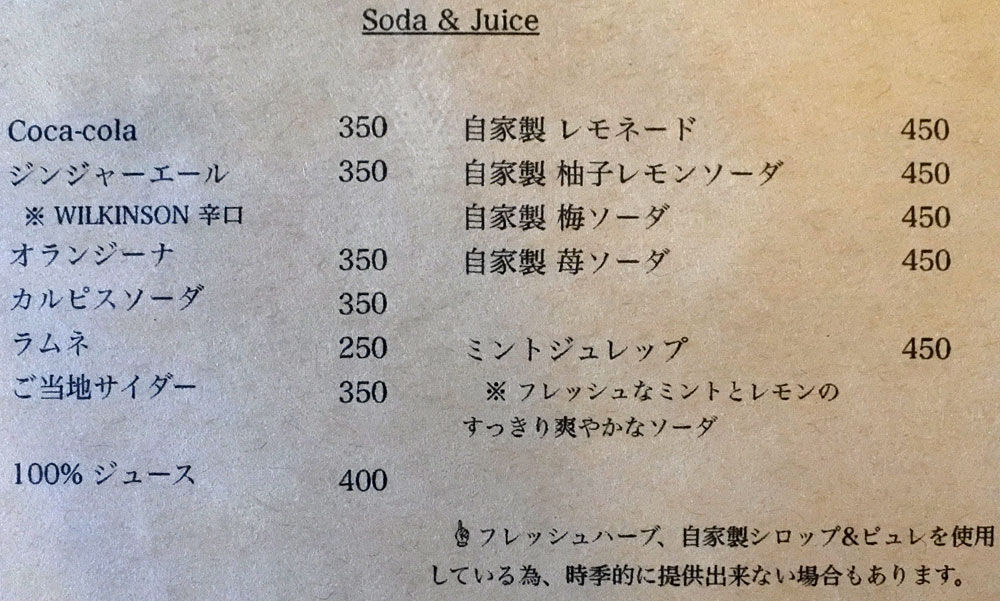 Soda & Juice
Coca-cola 350
ジンジャーエール 350
※ WILKINSON 辛口
オランジーナ 350
カルピスソーダ 350
ラムネ 250
ご当地サイダー 350
100% ジュース 400
自家製 レモネード 450
自家製 柚子レモンソーダ 450
自家製 梅ソーダ 450
自家製 苺ソーダ 450
ミントジュレップ 450
※ フレッシュなミントとレモンの
すっきり爽やかなソーダ
☝フレッシュハーブ、自家製シロップ&ピュレを使用
している為、時季的に提供出来ない場合もあります。